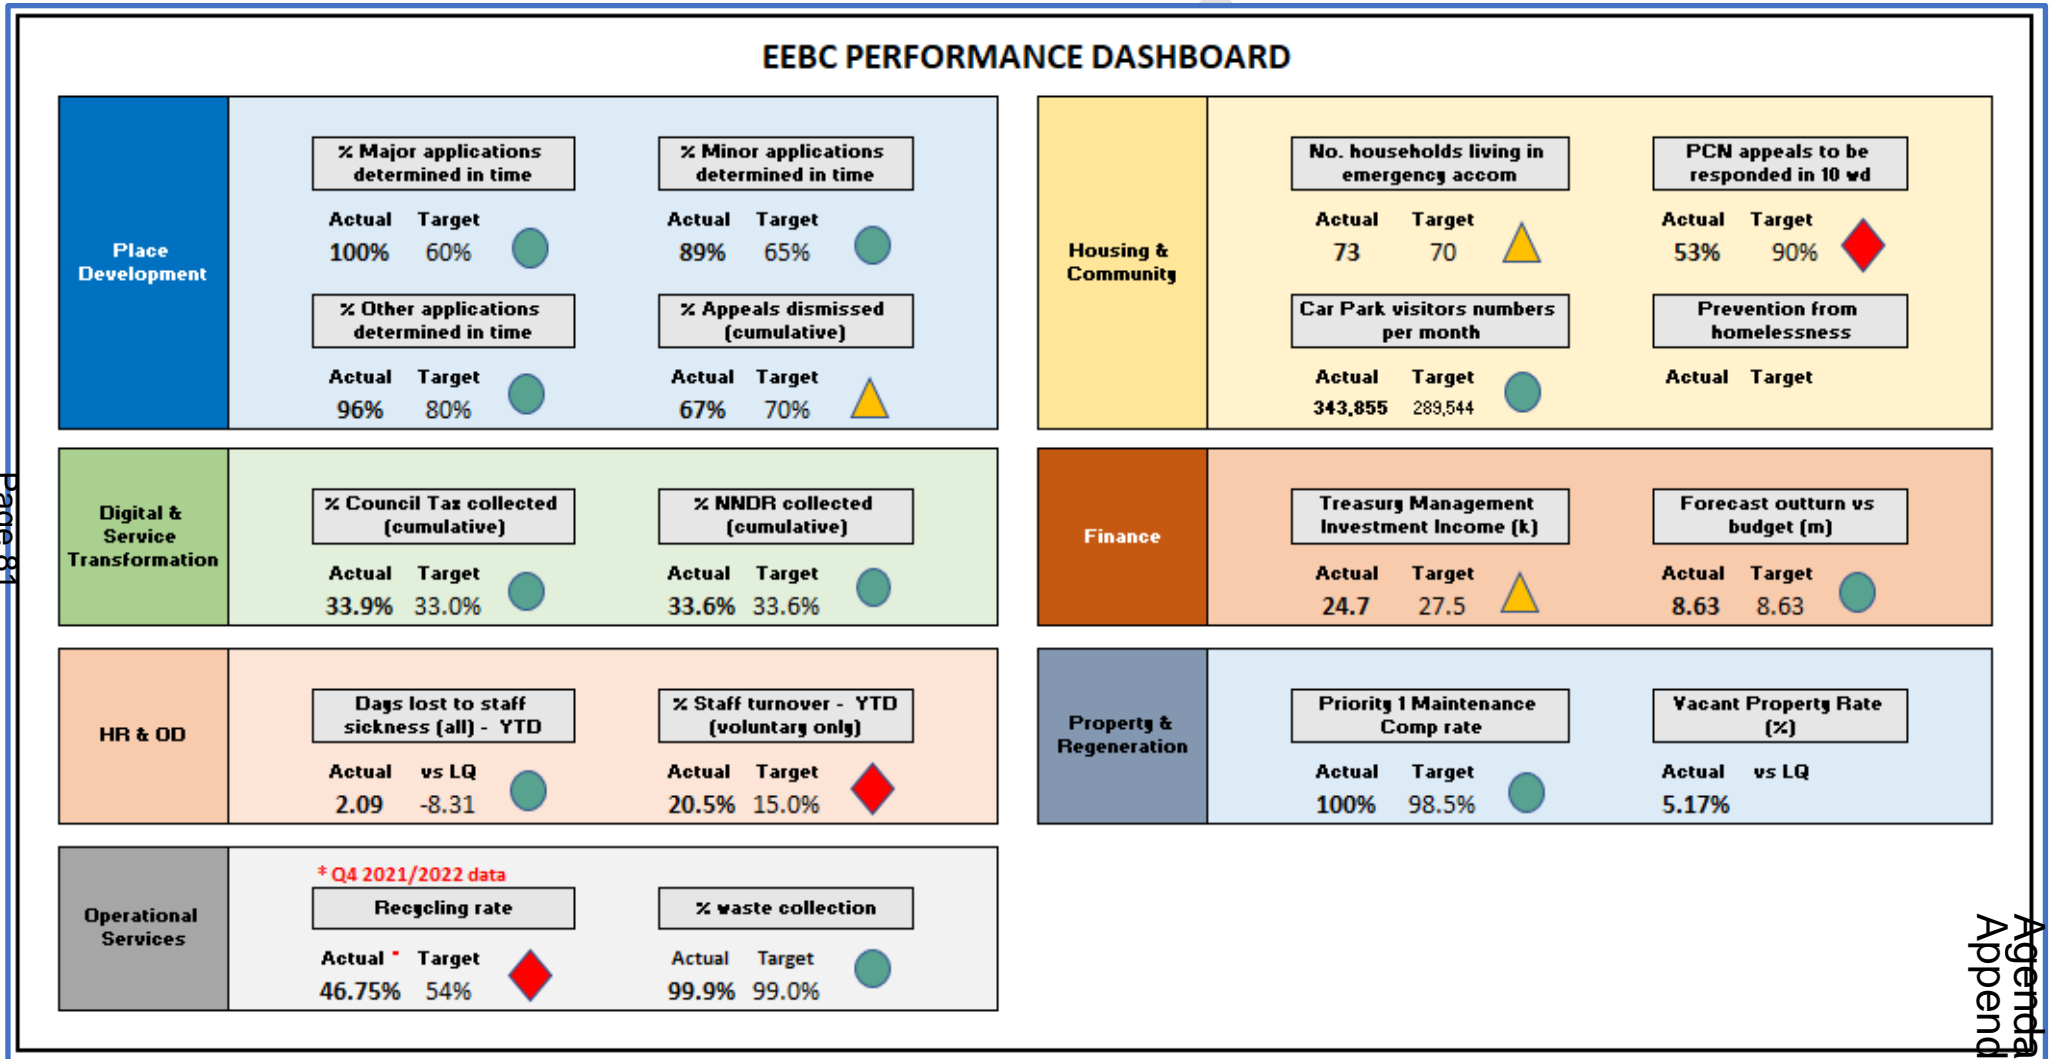 EEBC PERFORMANCE DASHBOARD
Place
Development
% Major applications
determined in time
Actual Target
100% 60%
% Minor applications
determined in time
Actual Target
89% 65%
% Other applications
determined in time
Actual Target
96% 80%
% Appeals dismissed
(cumulative)
Actual Target
67% 70%
Housing &
Community
No. households living in
emergency accom
Actual Target
73 70
PCN appeals to be
responded in 10 wd
Actual Target
53% 90%
Car Park visitors numbers
per month
Actual Target
343,855 289,544
Prevention from
homelessness
Actual Target
Digital &
Service
Transformation
% Council Tax collected
(cumulative)
Actual Target
33.9% 33.0%
% NNDR collected
(cumulative)
Actual Target
33.6% 33.6%
Finance
Treasury Management
Investment Income (k)
Actual Target
24.7 27.5
Forecast outturn vs
budget (m)
Actual Target
8.63 8.63
HR & OD
Days lost to staff
sickness (all) - YTD
Actual vs LQ
2.09 -8.31
% Staff turnover - YTD
(voluntary only)
Actual Target
20.5% 15.0%
Property &
Regeneration
Priority 1 Maintenance
Comp rate
Actual Target
100% 98.5%
Vacant Property Rate
(%)
Actual vs LQ
5.17%
Operational
Services
* Q4 2021/2022 data
Recycling rate
Actual * Target
46.75% 54%
% waste collection
Actual Target
99.9% 99.0%
Page 81
Agenda
Append